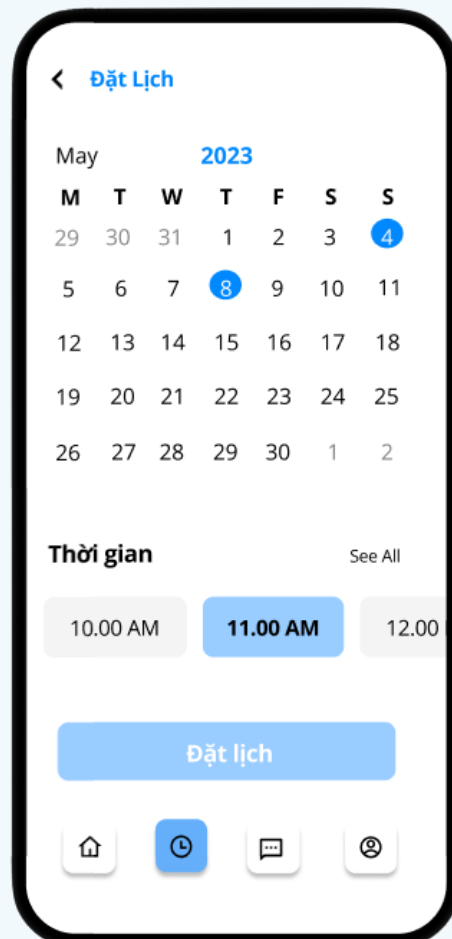 Đặt Lịch
May 2023
M T W T F S S
29 30 31 1 2 3 4
5 6 7 8 9 10 11
12 13 14 15 16 17 18
19 20 21 22 23 24 25
26 27 28 29 30 1 2
Thời gian See All
10.00 AM 11.00 AM 12.00
Đặt lịch